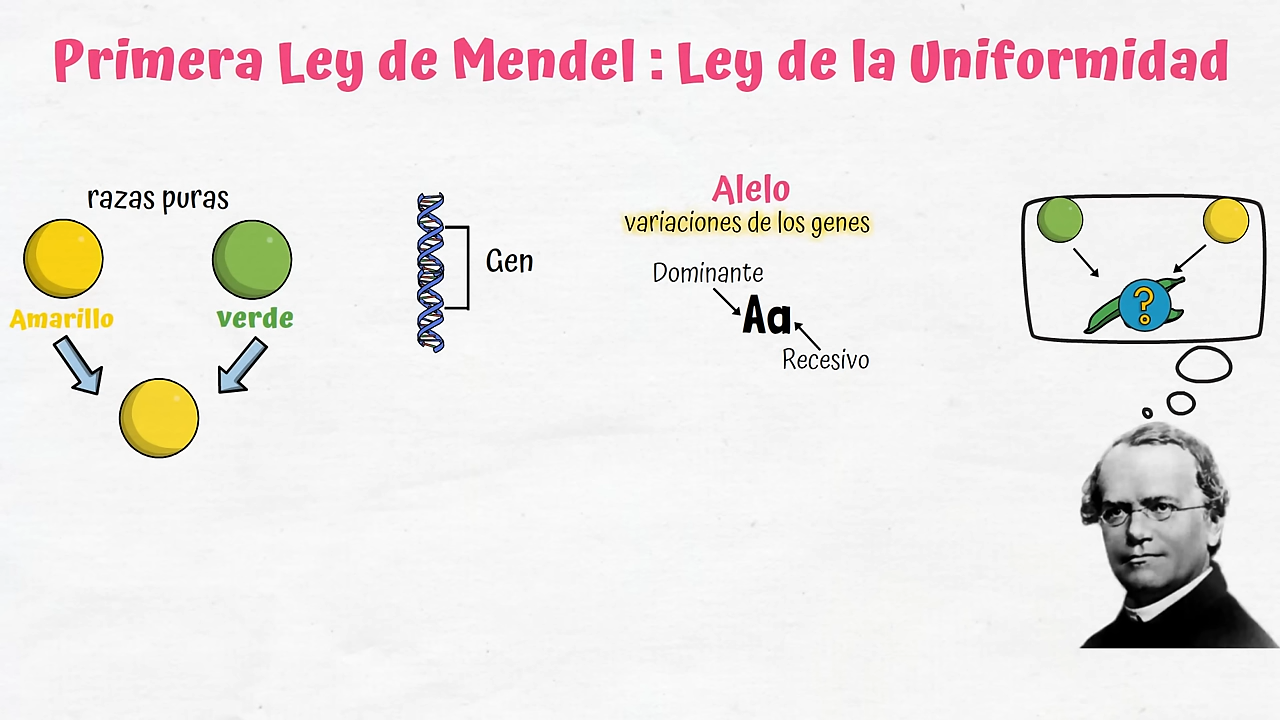 Primera Ley de Mendel : Ley de la Uniformidad
razas puras
Amarillo
verde
Gen
Alelo
variaciones de los genes
Dominante
Aa
Recesivo
?